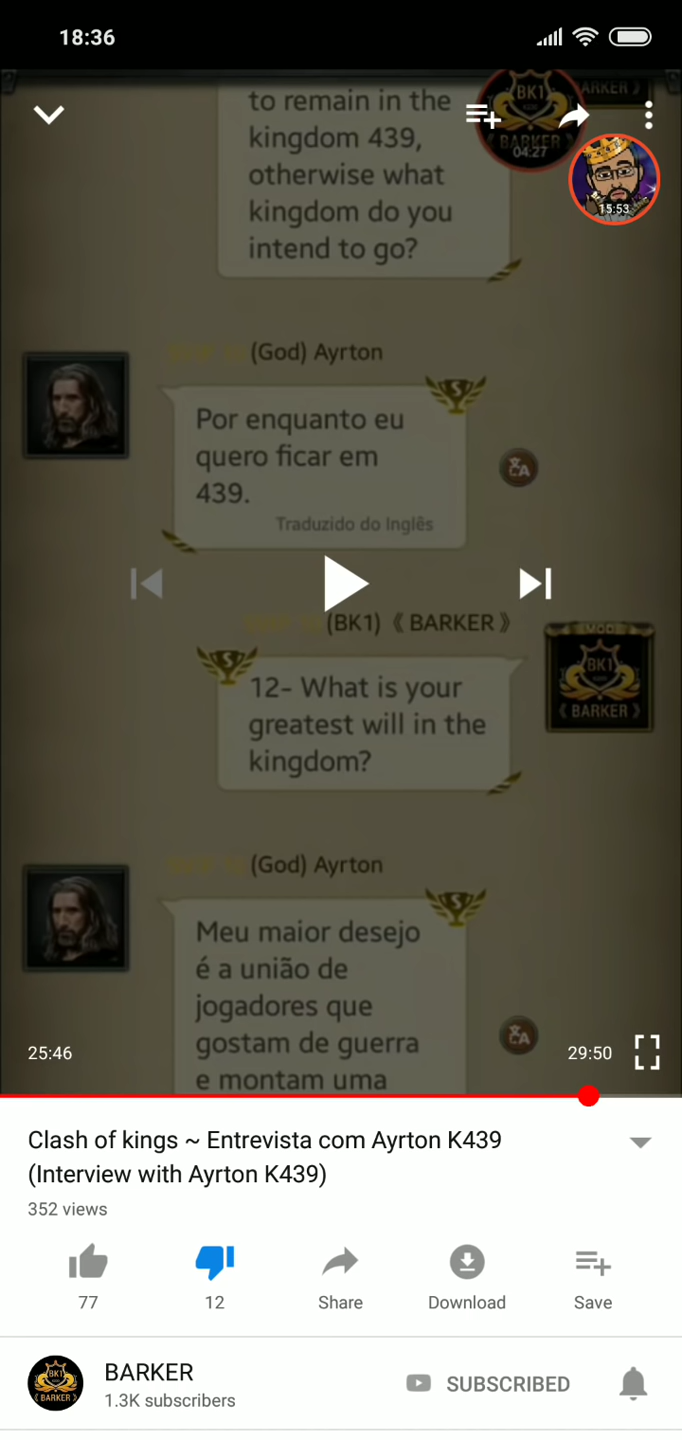 18:36
to remain in the
kingdom 439,
otherwise what
kingdom do you
intend to go?
BK1
BARKER 》
BARKER
04:27
15:53
(God) Ayrton
Por enquanto eu
quero ficar em
439.
Traduzido do Inglês
(BK1)《 BARKER 》
12- What is your
greatest will in the
kingdom?
MOD
BK1
《 BARKER 》
(God) Ayrton
Meu maior desejo
é a união de
jogadores que
gostam de guerra
e montam uma
25:46
29:50
Clash of kings ~ Entrevista com Ayrton K439
(Interview with Ayrton K439)
352 views
77
12
Share
Download
Save
BK1
《 BARKER 》
BARKER
1.3K subscribers
SUBSCRIBED